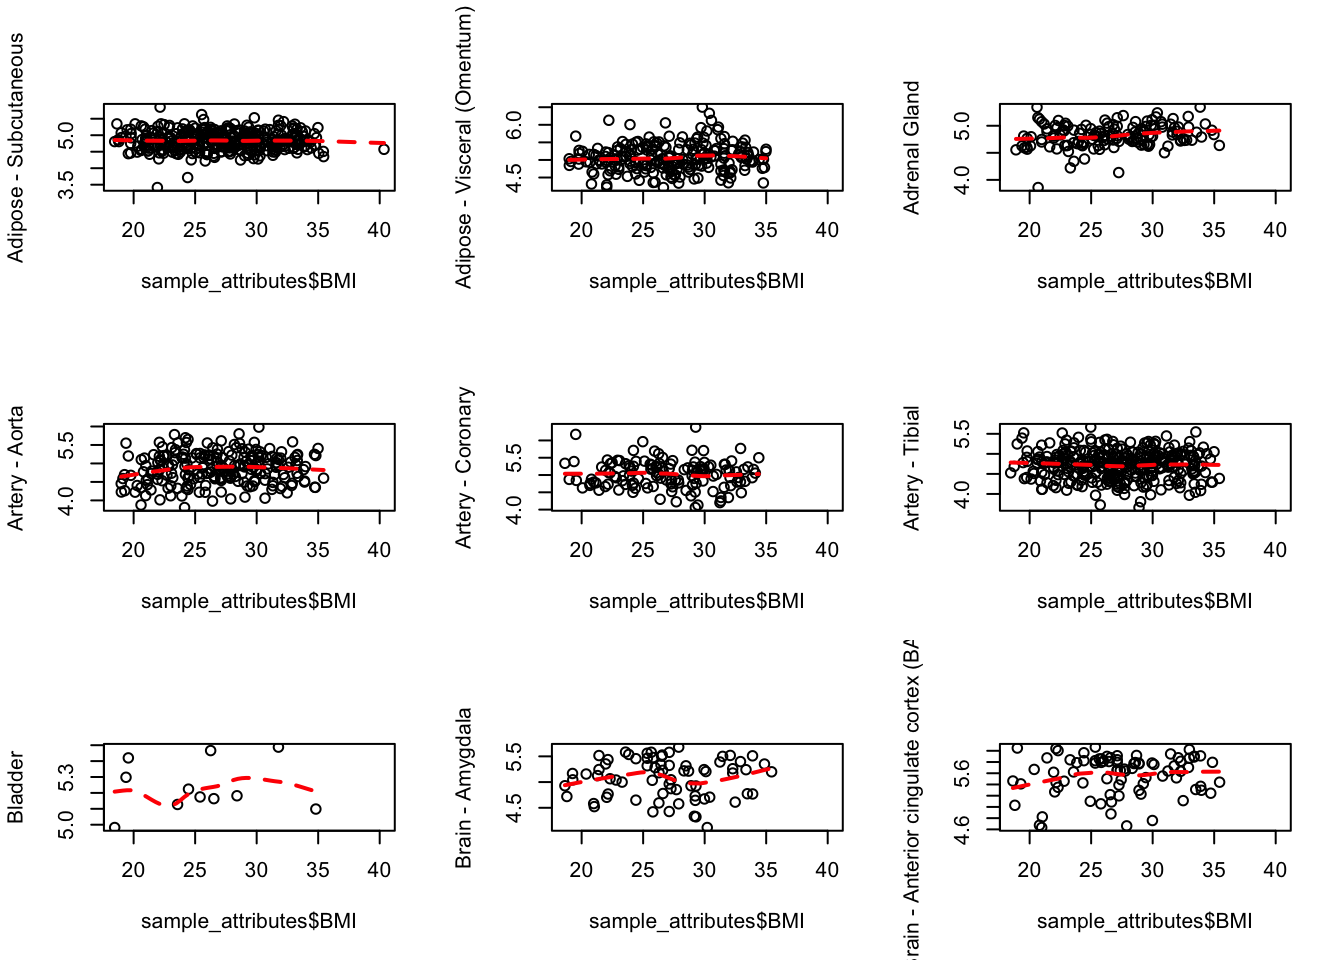 Adipose - Subcutaneous
5.0
3.5
20 25 30 35 40
sample_attributes$BMI
Adipose - Visceral (Omentum)
6.0
4.5
20 25 30 35 40
sample_attributes$BMI
Adrenal Gland
5.0
4.0
20 25 30 35 40
sample_attributes$BMI
Artery - Aorta
5.5
4.0
20 25 30 35 40
sample_attributes$BMI
Artery - Coronary
5.5
4.0
20 25 30 35 40
sample_attributes$BMI
Artery - Tibial
5.5
4.0
20 25 30 35 40
sample_attributes$BMI
Bladder
5.3
5.0
20 25 30 35 40
sample_attributes$BMI
Brain - Amygdala
5.5
4.5
20 25 30 35 40
sample_attributes$BMI
rain - Anterior cingulate cortex (BA
5.6
4.6
20 25 30 35 40
sample_attributes$BMI